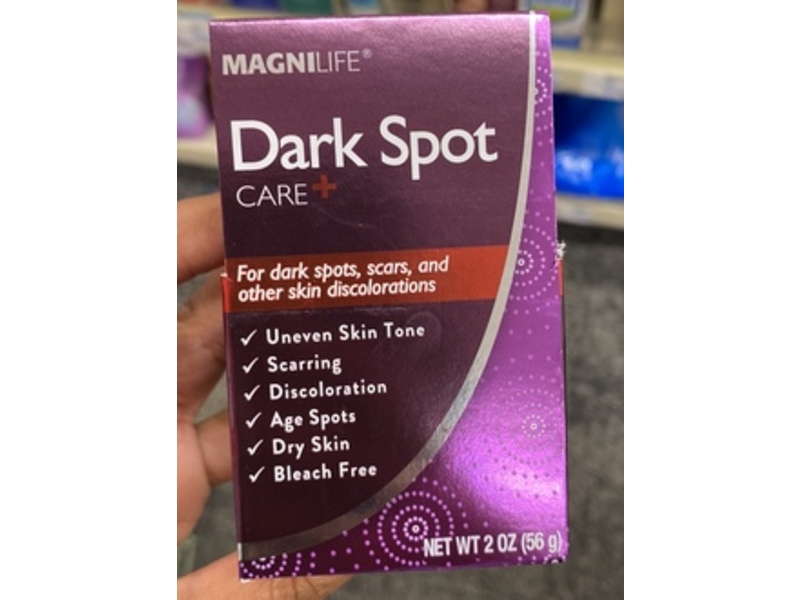 MAGNILIFE®
Dark Spot
CARE+
For dark spots, scars, and
other skin discolorations
✓ Uneven Skin Tone
✓ Scarring
✓ Discoloration
✓ Age Spots
✓ Dry Skin
✓ Bleach Free
NET WT 2 OZ (56 g)